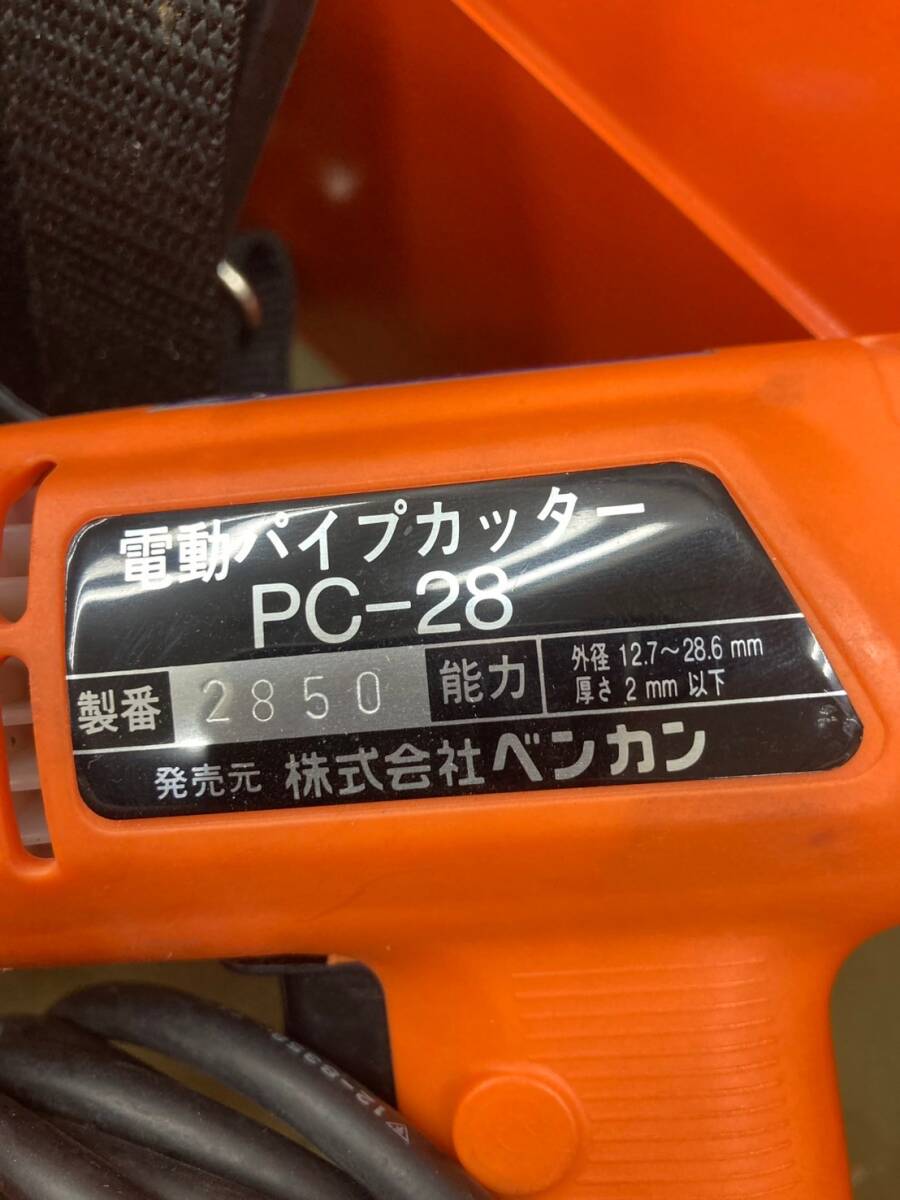 電動パイプカッター
PC-28
製番 2850 能力 外径 12.7～28.6 mm
厚さ 2 mm 以下
発売元 株式会社ベンカン